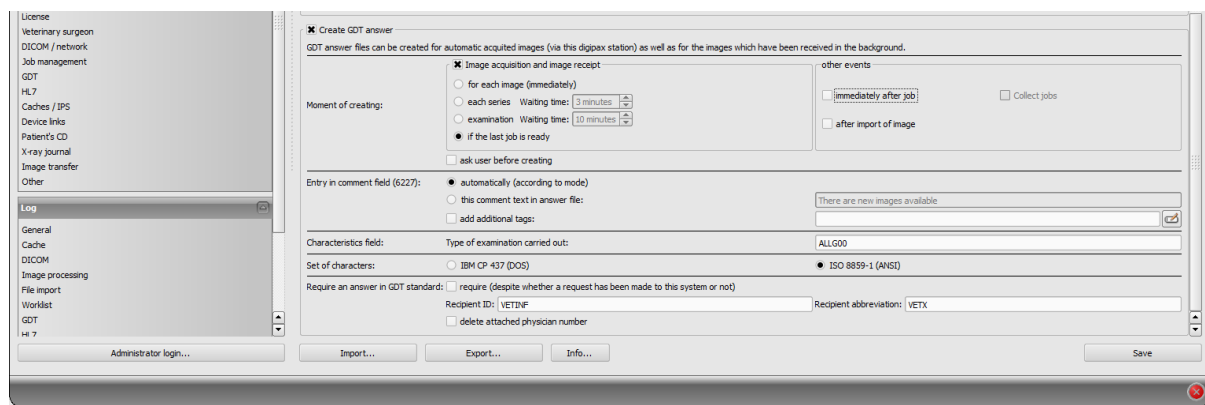 License
Veterinary surgeon
DICOM / network
Job management
GDT
HL7
Caches / IPS
Device links
Patient's CD
X-ray journal
Image transfer
Other
Log
General
Cache
DICOM
Image processing
File import
Worklist
GDT
HL7
Administrator login...
Create GDT answer
GDT answer files can be created for automatic acquited images (via this digipax station) as well as for the images which have been received in the background.
Moment of creating:
Image acquisition and image receipt
for each image (immediately)
each series Waiting time: 3 minutes
examination Waiting time: 10 minutes
if the last job is ready
ask user before creating
other events
immediately after job Collect jobs
after import of image
Entry in comment field (6227): automatically (according to mode)
this comment text in answer file: There are new images available
add additional tags:
Characteristics field: Type of examination carried out: ALLG00
Set of characters: IBM CP 437 (DOS) ISO 8859-1 (ANSI)
Require an answer in GDT standard: require (despite whether a request has been made to this system or not)
Recipient ID: VETINF Recipient abbreviation: VETX
delete attached physician number
Import... Export... Info... Save